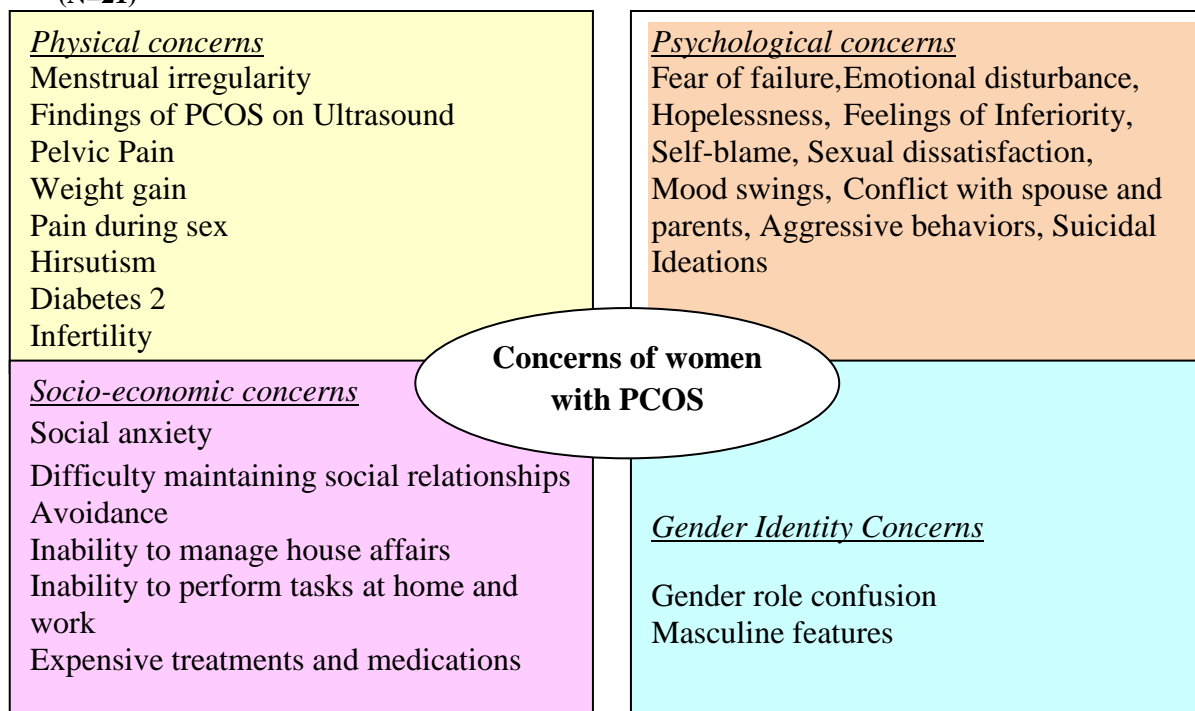 (N=21)
Physical concerns
Menstrual irregularity
Findings of PCOS on Ultrasound
Pelvic Pain
Weight gain
Pain during sex
Hirsutism
Diabetes 2
Infertility
Psychological concerns
Fear of failure,Emotional disturbance,
Hopelessness, Feelings of Inferiority,
Self-blame, Sexual dissatisfaction,
Mood swings, Conflict with spouse and
parents, Aggressive behaviors, Suicidal
Ideations
Concerns of women
with PCOS
Socio-economic concerns
Social anxiety
Difficulty maintaining social relationships
Avoidance
Inability to manage house affairs
Inability to perform tasks at home and
work
Expensive treatments and medications
Gender Identity Concerns
Gender role confusion
Masculine features